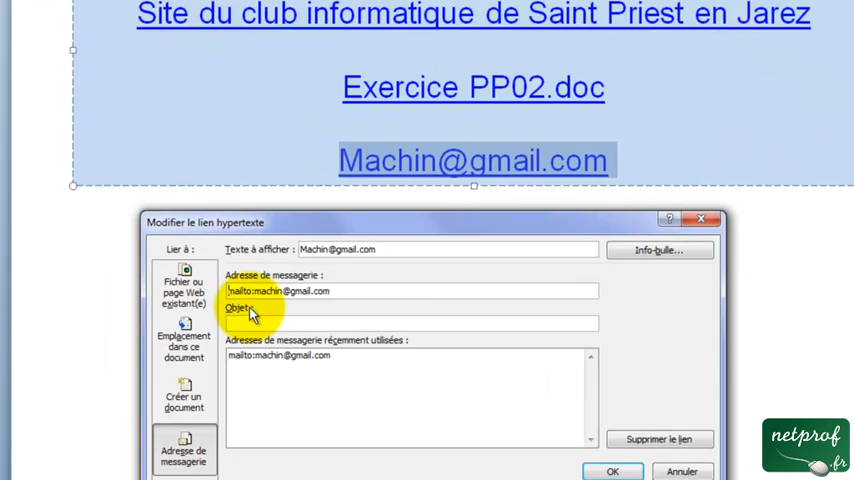 Site du club informatique de Saint Priest en Jarez
Exercice PP02.doc
Machin@gmail.com
Modifier le lien hypertexte
Lier à :
Texte à afficher : Machin@gmail.com
Info-bulle...
Fichier ou
page Web
existant(e)
Adresse de messagerie :
mailto:machin@gmail.com
Objet :
Emplacement
dans ce
document
Adresses de messagerie récemment utilisées :
mailto:machin@gmail.com
Créer un
document
Adresse de
messagerie
Supprimer le lien
OK
Annuler
netprof
.fr